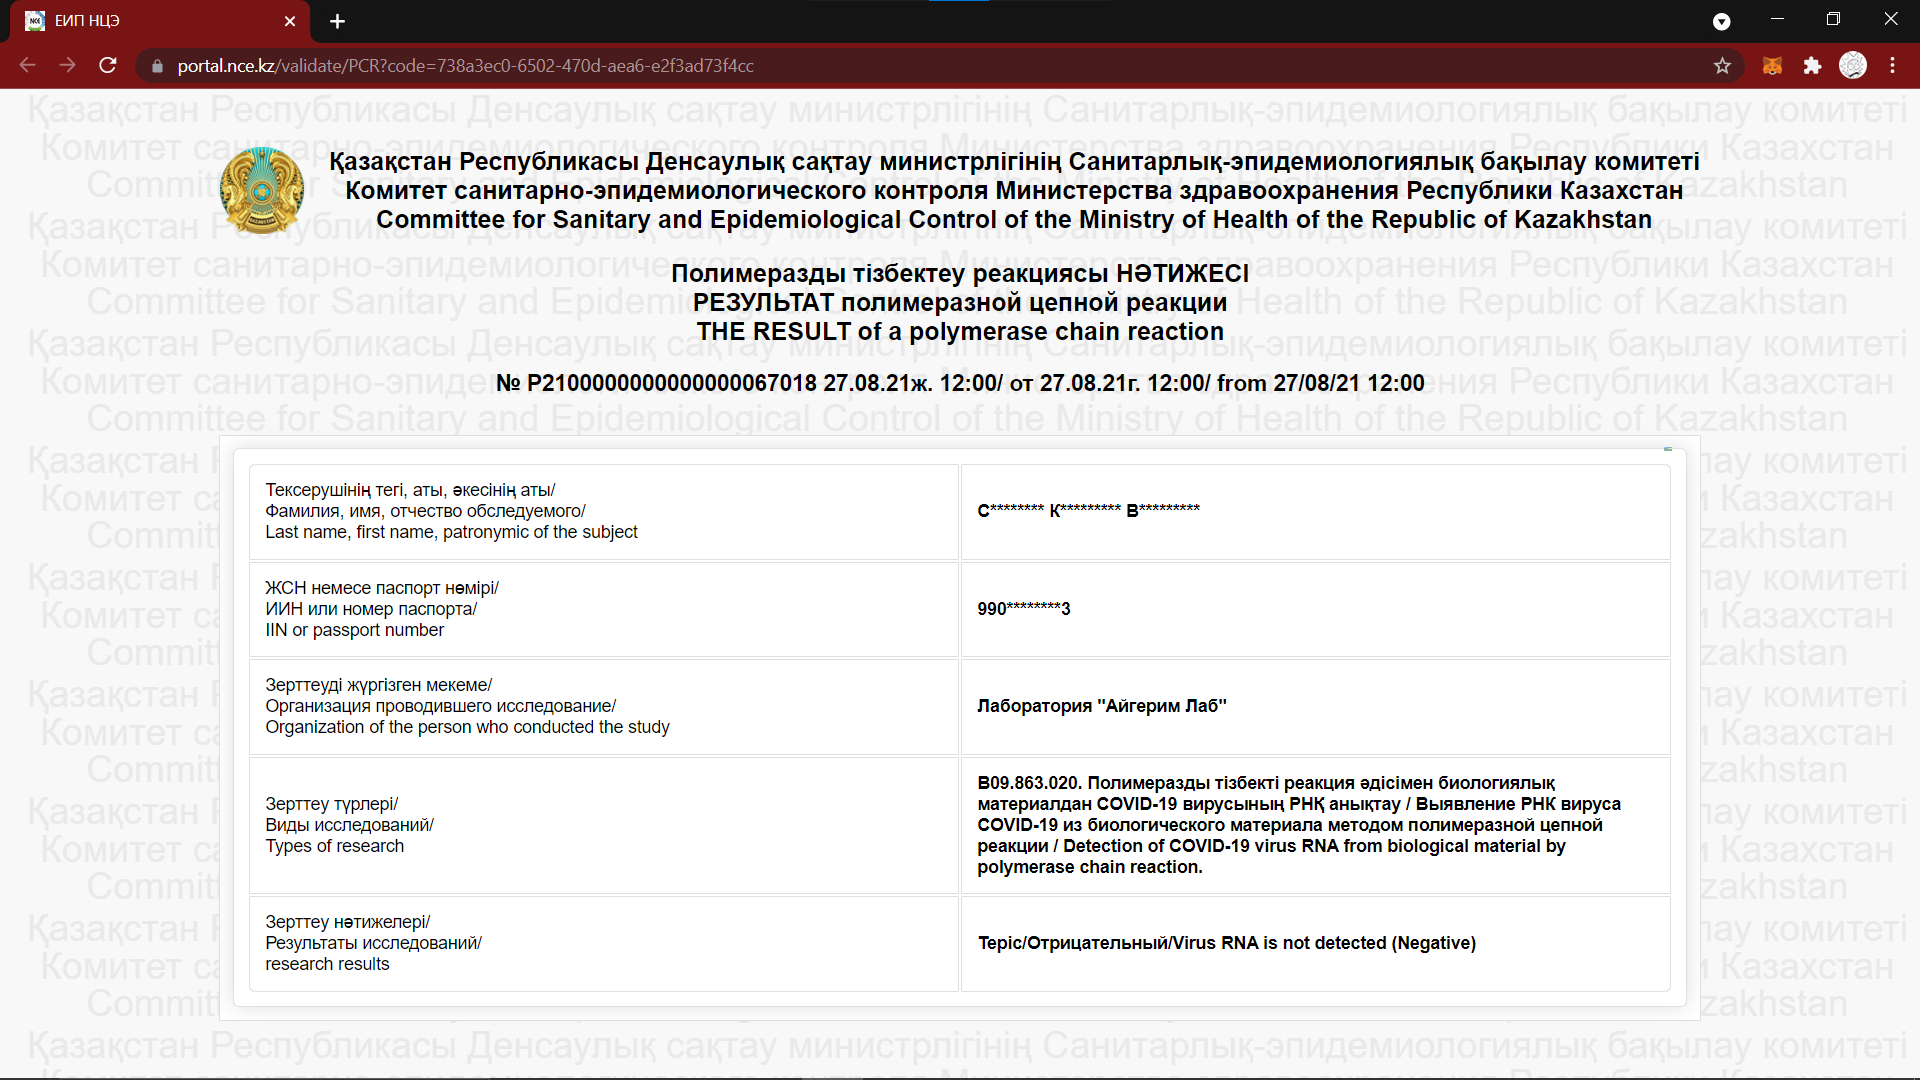 ЕИП НЦЭ
portal.nce.kz/validate/PCR?code=738a3ec0-6502-470d-aea6-e2f3ad73f4cc
Қазақстан Республикасы Денсаулық сақтау министрлігінің Санитарлық-эпидемиологиялық бақылау комитеті
Комитет санитарно-эпидемиологического контроля Министерства здравоохранения Республики Казахстан
Committee for Sanitary and Epidemiological Control of the Ministry of Health of the Republic of Kazakhstan
Полимеразды тізбектеу реакциясы НӘТИЖЕСІ
РЕЗУЛЬТАТ полимеразной цепной реакции
THE RESULT of a polymerase chain reaction
№ P2100000000000000067018 27.08.21ж. 12:00/ от 27.08.21г. 12:00/ from 27/08/21 12:00
Тексерушінің тегі, аты, әкесінің аты/
Фамилия, имя, отчество обследуемого/
Last name, first name, patronymic of the subject
С******** К********* В*********
ЖСН немесе паспорт нөмірі/
ИИН или номер паспорта/
IIN or passport number
990********3
Зерттеуді жүргізген мекеме/
Организация проводившего исследование/
Organization of the person who conducted the study
Лаборатория "Айгерим Лаб"
Зерттеу түрлері/
Виды исследований/
Types of research
B09.863.020. Полимеразды тізбекті реакция әдісімен биологиялық
материалдан COVID-19 вирусының РНҚ анықтау / Выявление РНК вируса
COVID-19 из биологического материала методом полимеразной цепной
реакции / Detection of COVID-19 virus RNA from biological material by
polymerase chain reaction.
Зерттеу нәтижелері/
Результаты исследований/
research results
Теріс/Отрицательный/Virus RNA is not detected (Negative)